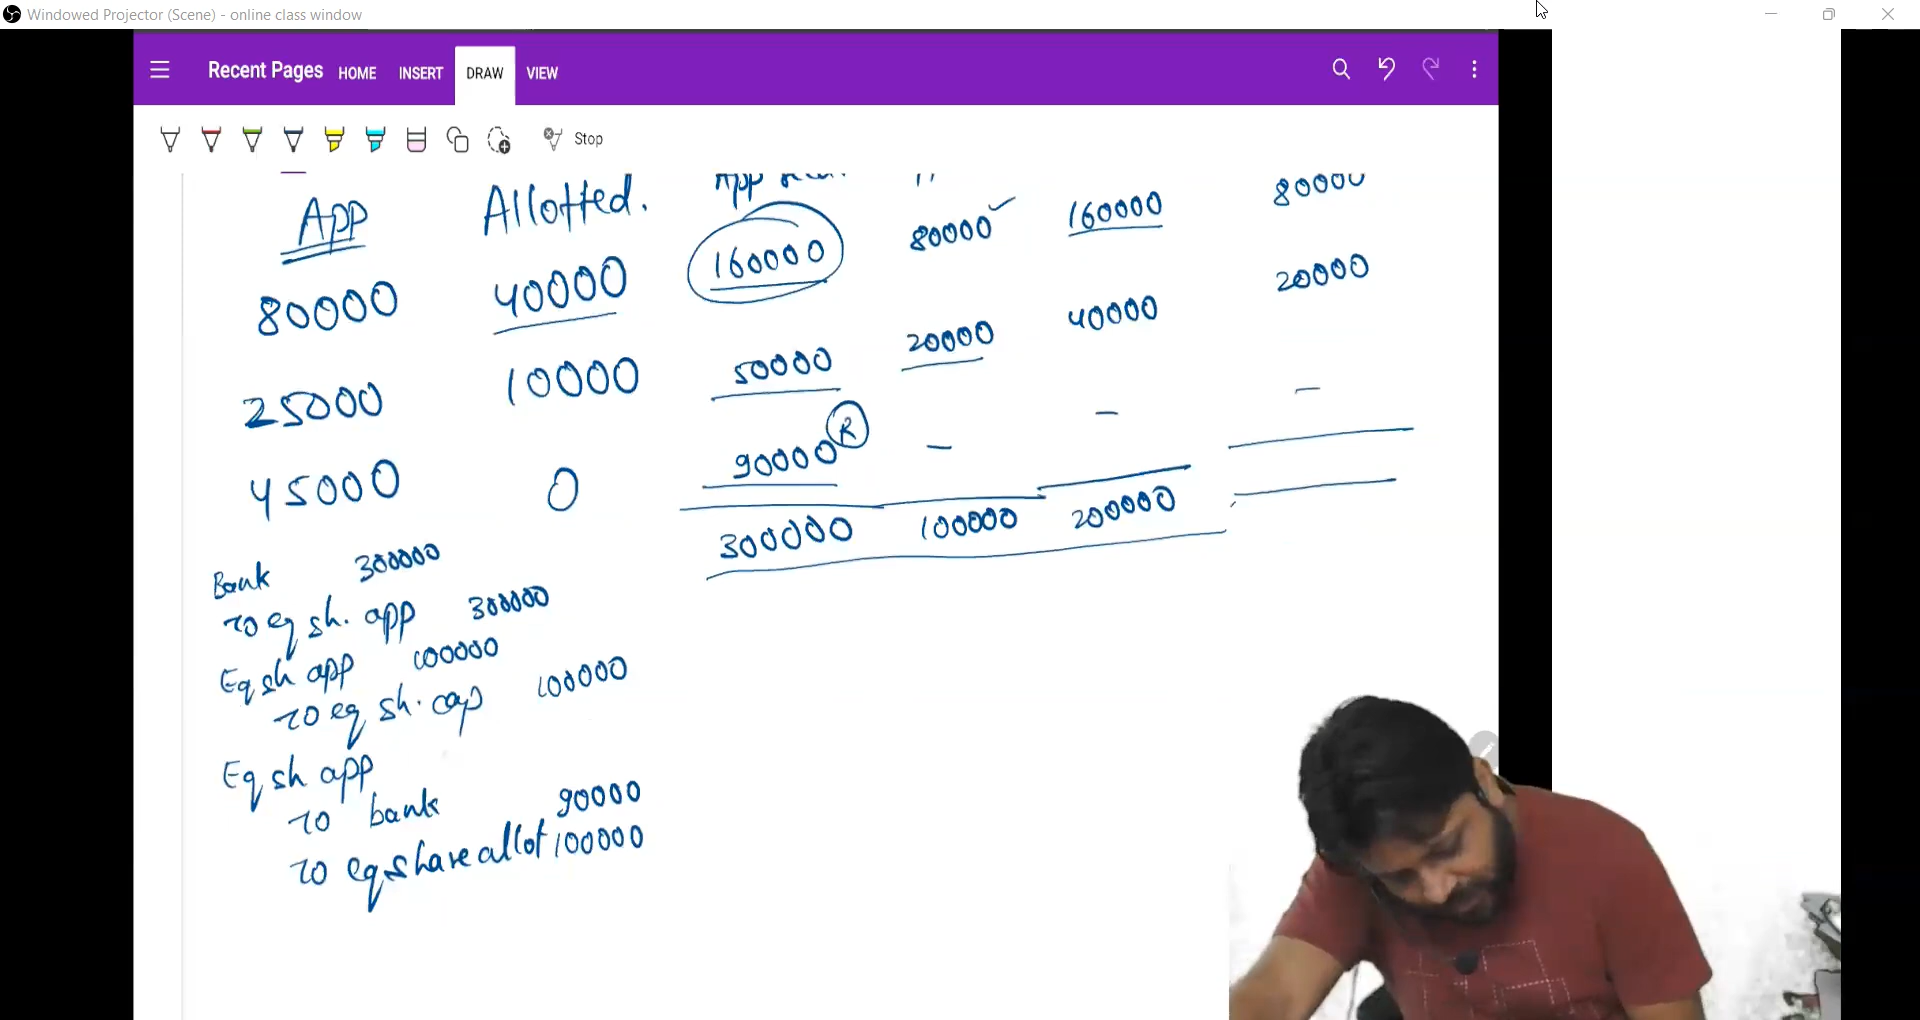 Windowed Projector (Scene) - online class window
Recent Pages HOME INSERT DRAW VIEW
Stop
App Allotted. 160000 80000 160000 80000
80000 40000 50000 20000 40000 20000
25000 10000 90000 R - - -
45000 0 300000 100000 200000
Bank 300000
To eq sh. app 300000
Eq sh app 100000
To eq sh. cap 100000
Eq sh app
To bank 90000
To eq share allot 100000